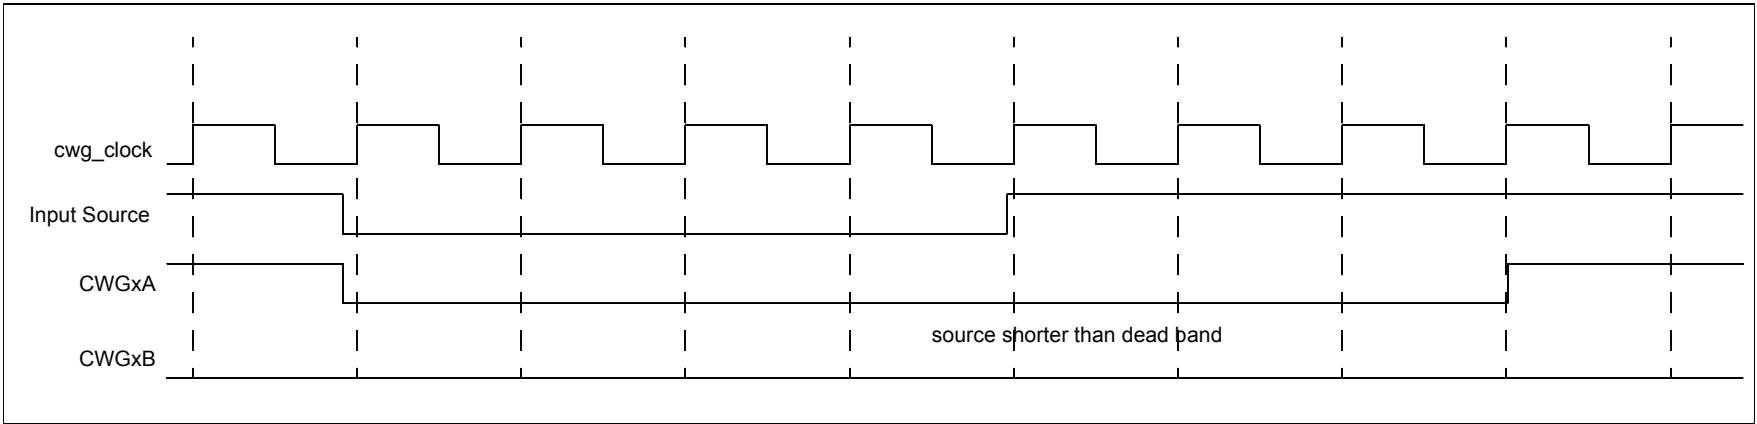 cwg_clock
Input Source
CWGxA
source shorter than dead band
CWGxB